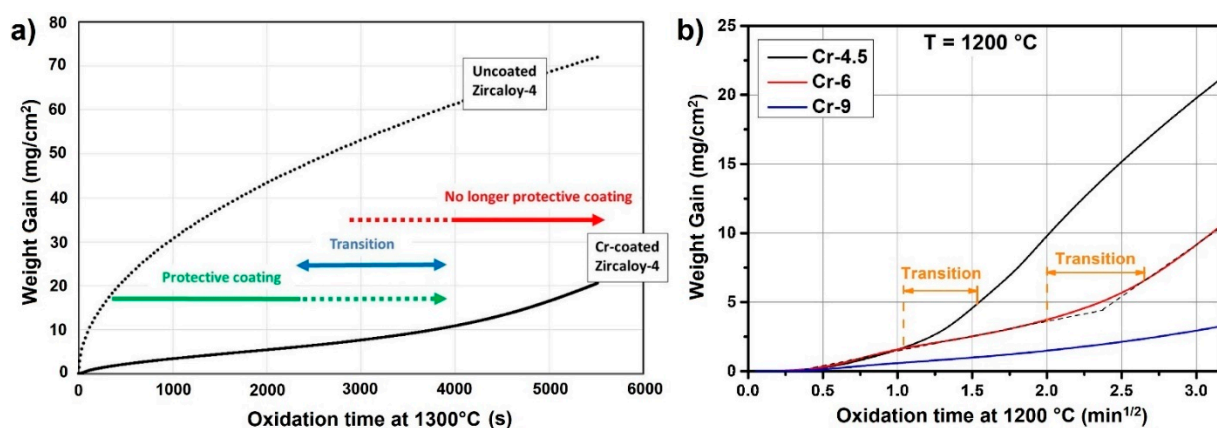 a)
80
70
60
50
40
30
20
10
0
Weight Gain (mg/cm²)
Uncoated
Zircaloy-4
No longer protective coating
Transition
Protective coating
Cr-coated
Zircaloy-4
0 1000 2000 3000 4000 5000 6000
Oxidation time at 1300°C (s)
b)
25
20
15
10
5
0
Weight Gain (mg/cm²)
T = 1200 °C
Cr-4.5
Cr-6
Cr-9
Transition
Transition
0.0 0.5 1.0 1.5 2.0 2.5 3.0
Oxidation time at 1200 °C (min¹/²)